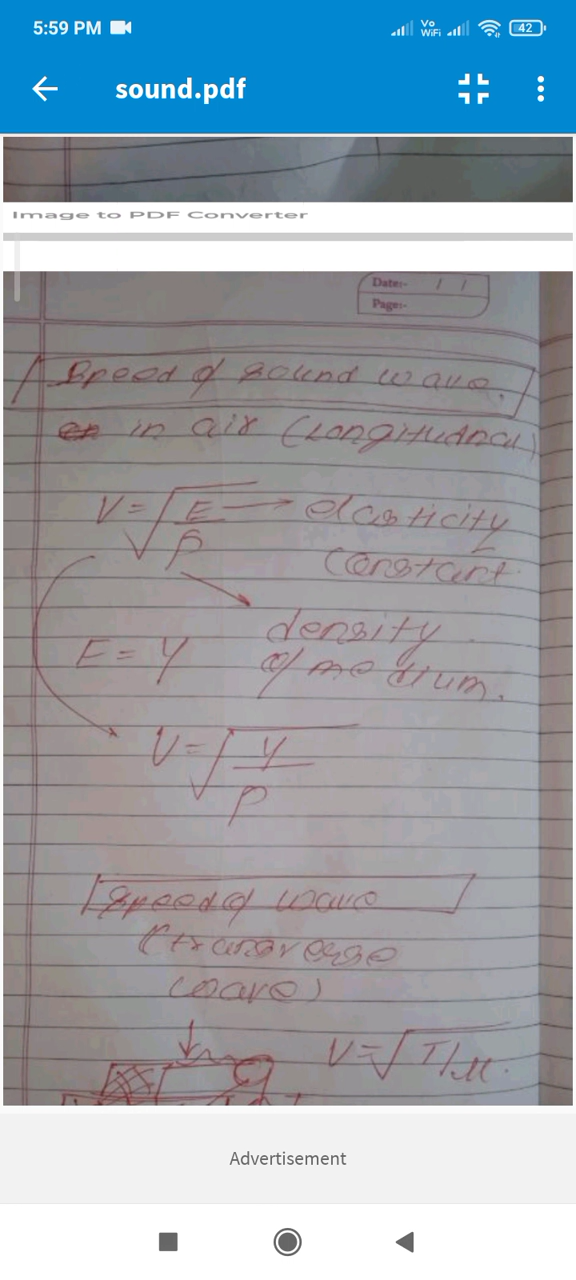 5:59 PM
Vo
WiFi
42
sound.pdf
Image to PDF Converter
Date:- / /
Page:-
Speed of sound wave.
in air (Longitudnal)
V = √E/ρ → elasticity
constant
density
of medium.
E = Y
V = √Y/ρ
Speed of wave
(transverse
wave)
V = √T/μ.
Advertisement